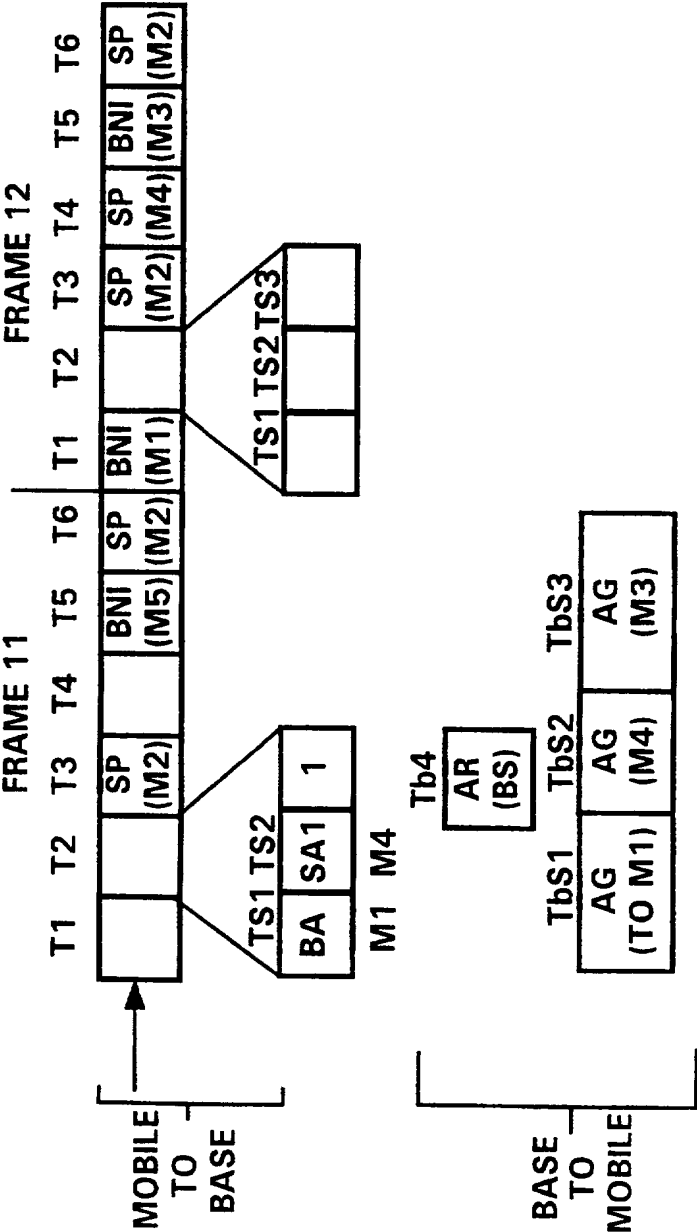 FRAME 11 FRAME 12
T1 T2 T3 T4 T5 T6 T1 T2 T3 T4 T5 T6
MOBILE
TO
BASE
SP
(M2)
BNI
(M5)
SP
(M2)
BNI
(M1)
SP
(M2)
SP
(M4)
BNI
(M3)
SP
(M2)
TS1 TS2
BA SA1 1
M1 M4
TS1 TS2 TS3
BASE
TO
MOBILE
Tb4
AR
(BS)
TbS1 TbS2 TbS3
AG
(TO M1)
AG
(M4)
AG
(M3)